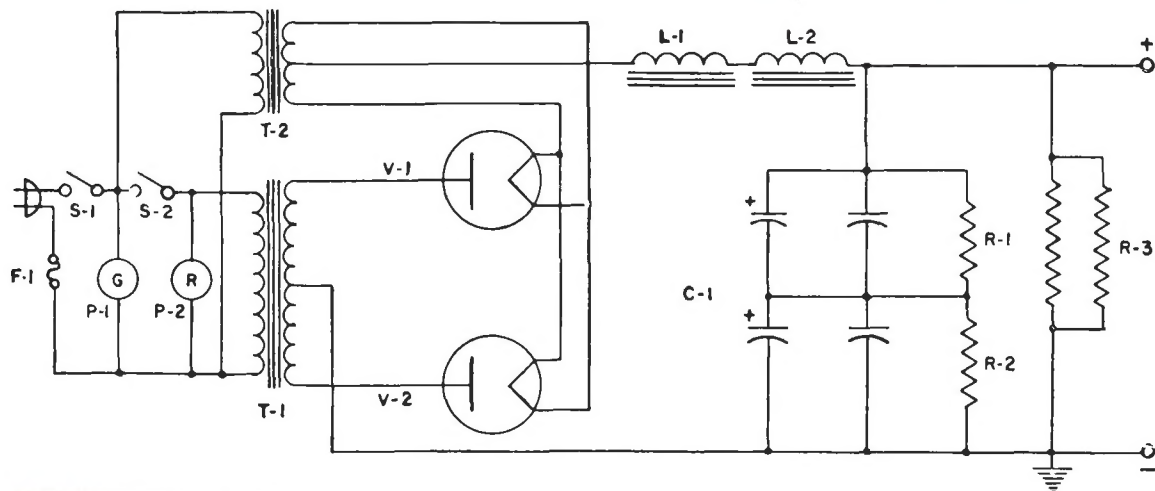 L-1
L-2
+
T-2
V-1
S-1
S-2
+
R-1
R-3
F-1
G
R
P-1
P-2
C-1
+
R-2
T-1
V-2
−